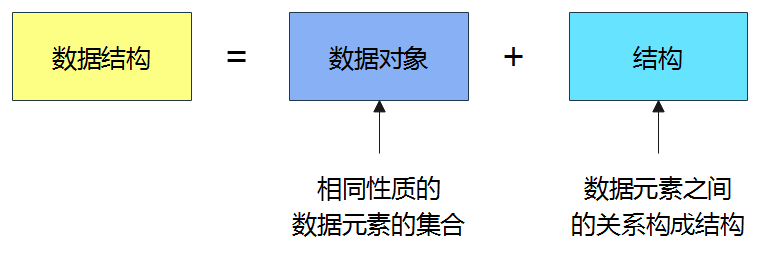 数据结构 = 数据对象 + 结构
相同性质的
数据元素的集合
数据元素之间
的关系构成结构